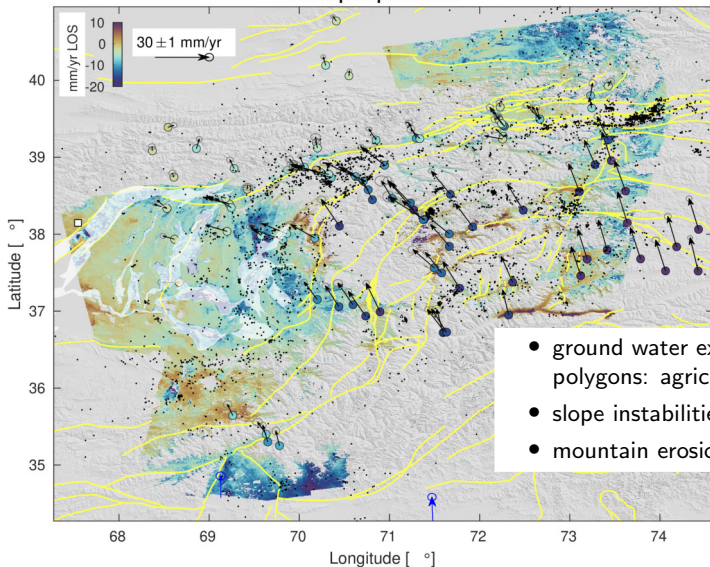 10
0
-10
-20
mm/yr LOS
30 ±1 mm/yr
40
39
38
37
36
35
Latitude [ °]
68
69
70
71
72
73
74
Longitude [ °]
• ground water
polygons: agric
• slope instabilitie
• mountain erosio